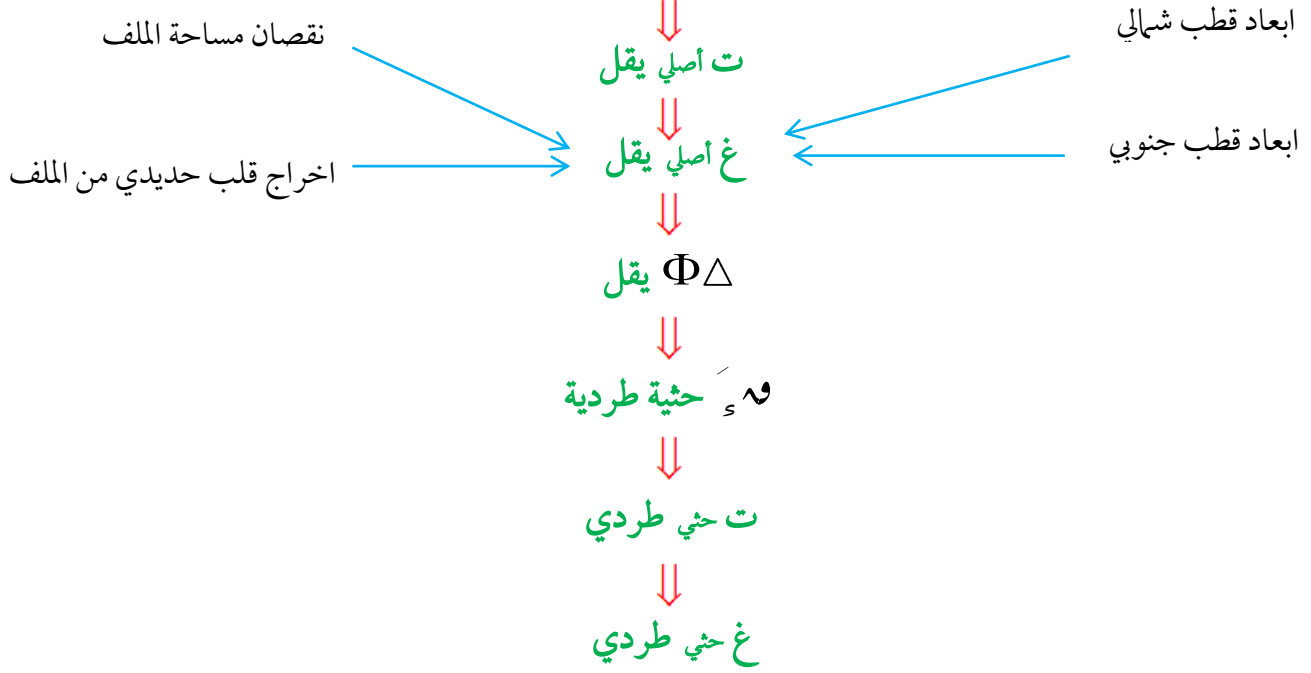 ابعاد قطب شمالي
نقصان مساحة الملف
ت أصلي يقل
ابعاد قطب جنوبي
غ أصلي يقل
اخراج قلب حديدي من الملف
△Φ يقل
حثية طردية
ت حثي طردي
غ حثي طردي